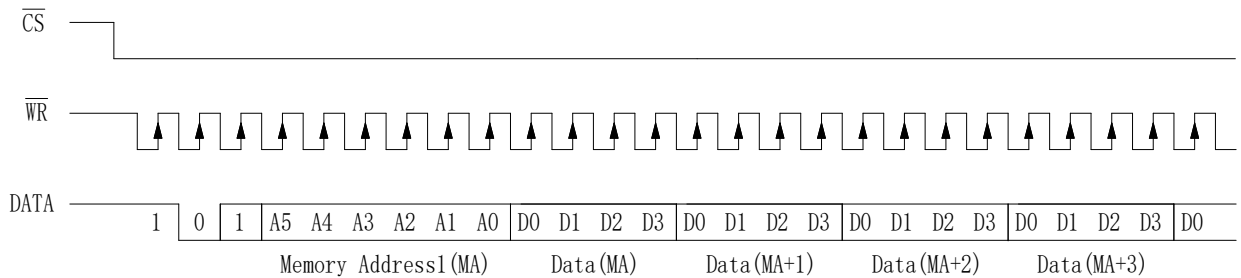 CS
WR
DATA
1 0 1 A5 A4 A3 A2 A1 A0 D0 D1 D2 D3 D0 D1 D2 D3 D0 D1 D2 D3 D0 D1 D2 D3 D0
Memory Address1(MA) Data(MA) Data(MA+1) Data(MA+2) Data(MA+3)